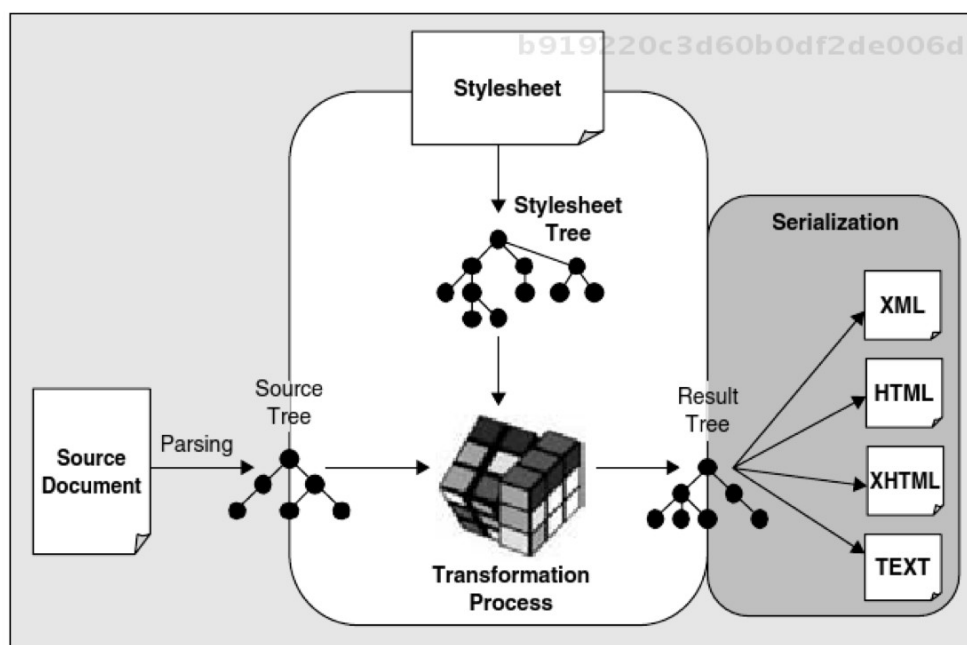 b919220c3d60b0df2de006d
Stylesheet
Stylesheet
Tree
Serialization
XML
HTML
XHTML
TEXT
Source
Tree
Result
Tree
Parsing
Source
Document
Transformation
Process